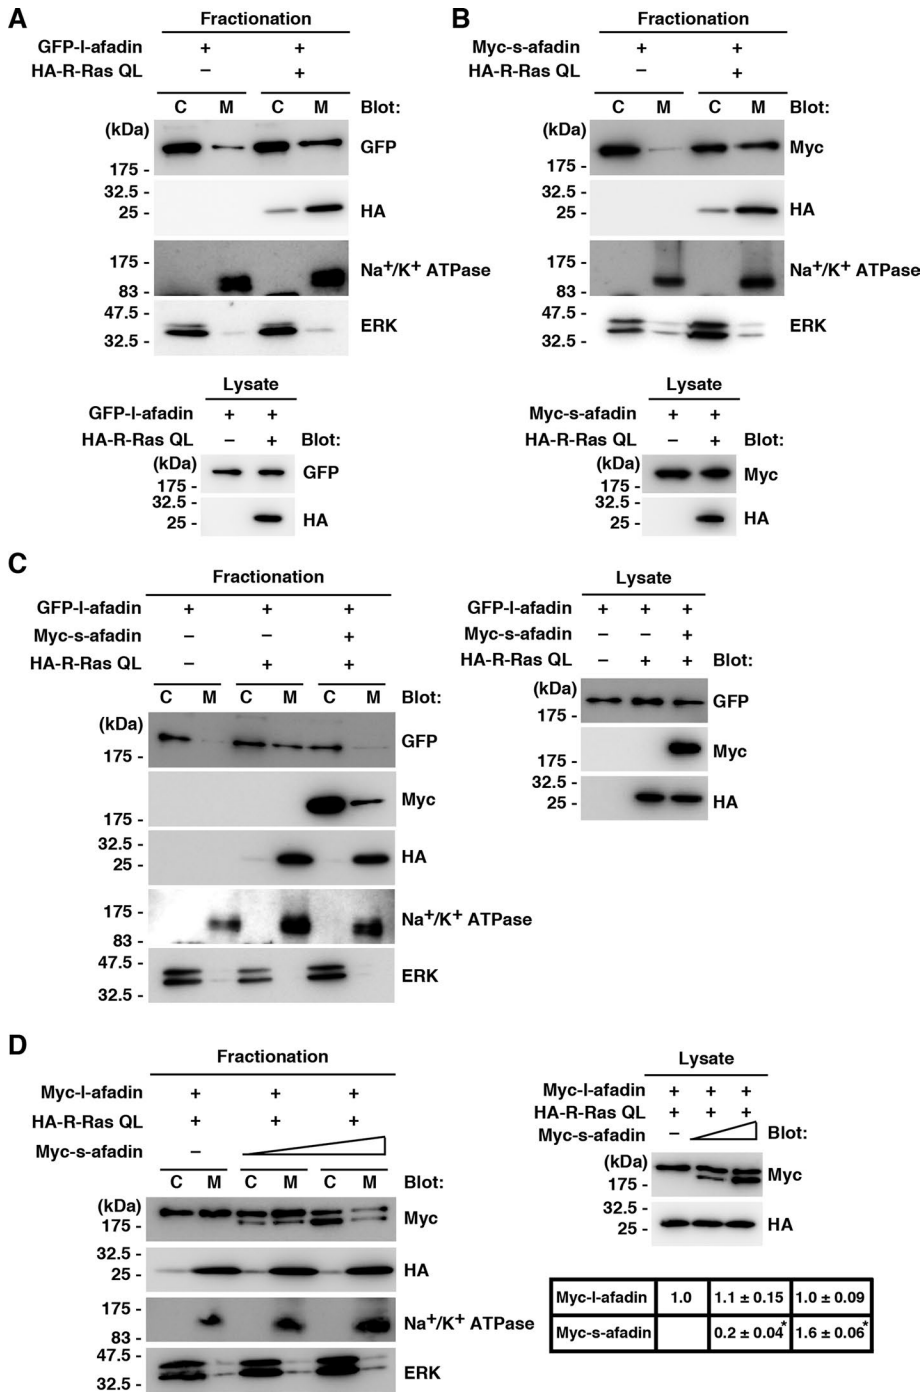 A
Fractionation
GFP-l-afadin + +
HA-R-Ras QL – +
C M C M Blot:
(kDa)
GFP
175 -
32.5 -
25 - HA
175 -
Na+/K+ ATPase
83 -
47.5 -
ERK
32.5 -
Lysate
GFP-l-afadin + +
HA-R-Ras QL – + Blot:
(kDa)
GFP
175 -
32.5 -
25 - HA
B
Fractionation
Myc-s-afadin + +
HA-R-Ras QL – +
C M C M Blot:
(kDa)
Myc
175 -
32.5 -
25 - HA
175 -
Na+/K+ ATPase
83 -
47.5 -
ERK
32.5 -
Lysate
Myc-s-afadin + +
HA-R-Ras QL – + Blot:
(kDa)
Myc
175 -
32.5 -
25 - HA
C
Fractionation
GFP-l-afadin + + +
Myc-s-afadin – – +
HA-R-Ras QL – + +
C M C M C M Blot:
(kDa)
GFP
175 -
Myc
175 -
32.5 -
25 - HA
175 -
Na+/K+ ATPase
83 -
47.5 -
ERK
32.5 -
Lysate
GFP-l-afadin + + +
Myc-s-afadin – – +
HA-R-Ras QL – + + Blot:
(kDa)
GFP
175 -
175 - Myc
32.5 -
25 - HA
D
Fractionation
Myc-l-afadin + + +
HA-R-Ras QL + + +
Myc-s-afadin –
C M C M C M Blot:
(kDa)
Myc
175 -
32.5 -
25 - HA
175 -
Na+/K+ ATPase
83 -
47.5 -
ERK
32.5 -
Lysate
Myc-l-afadin + + +
HA-R-Ras QL + + +
Myc-s-afadin – Blot:
(kDa)
Myc
175 -
32.5 -
25 - HA
Myc-l-afadin 1.0 1.1 ± 0.15 1.0 ± 0.09
Myc-s-afadin 0.2 ± 0.04* 1.6 ± 0.06*